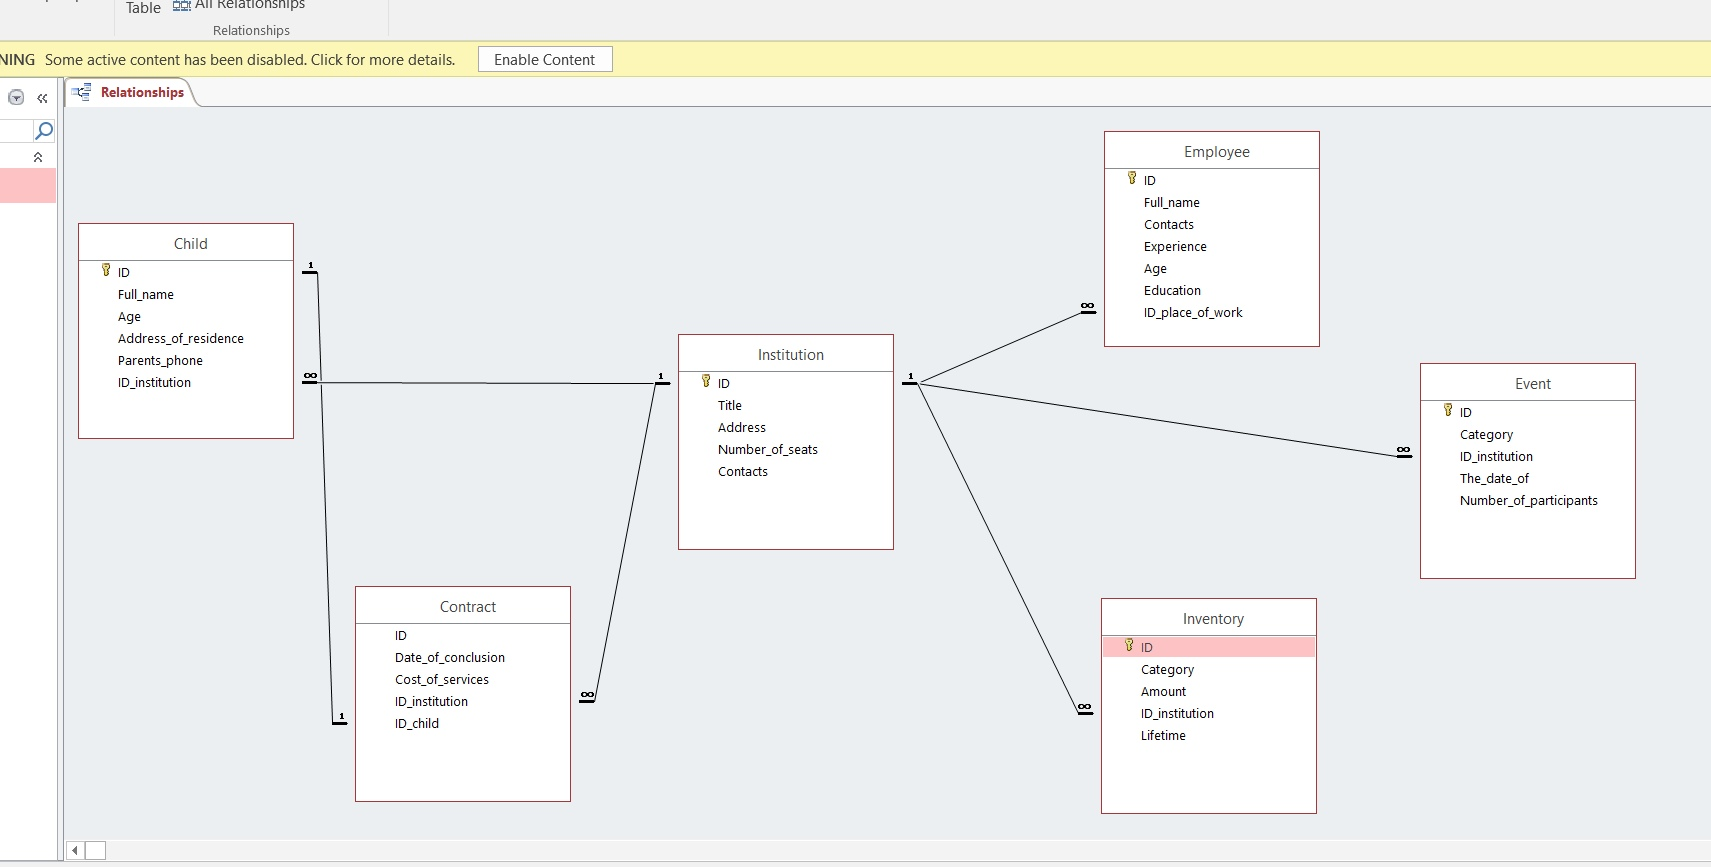 Table
All Relationships
Relationships
NING Some active content has been disabled. Click for more details. Enable Content
Relationships
Child
ID
Full_name
Age
Address_of_residence
Parents_phone
ID_institution
1
∞
1
Contract
ID
Date_of_conclusion
Cost_of_services
ID_institution
ID_child
∞
1
Institution
ID
Title
Address
Number_of_seats
Contacts
1
Employee
ID
Full_name
Contacts
Experience
Age
Education
ID_place_of_work
∞
Event
ID
Category
ID_institution
The_date_of
Number_of_participants
∞
Inventory
ID
Category
Amount
ID_institution
Lifetime
∞